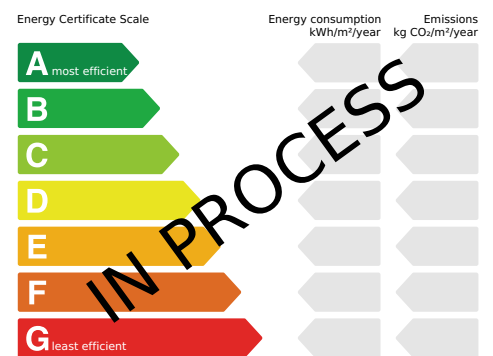 Energy Certificate Scale
Energy consumption
kWh/m²/year
Emissions
kg CO₂/m²/year
A most efficient
B
C
D
E
F
G least efficient
IN PROCESS